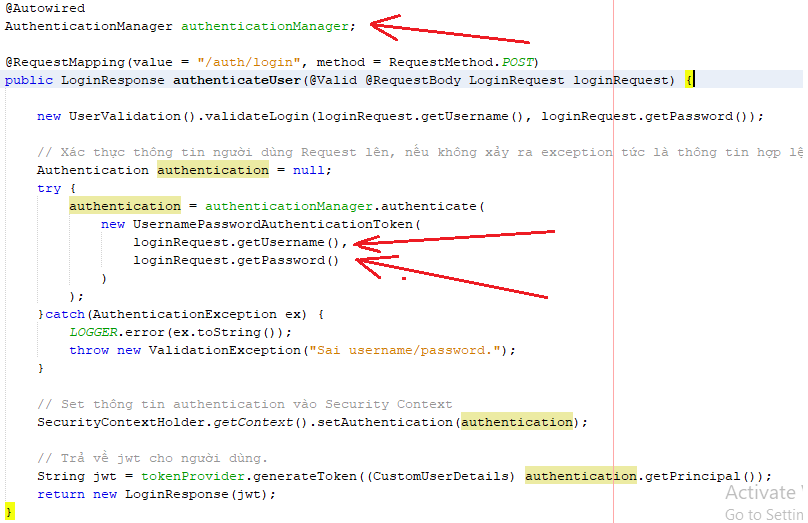 @Autowired
AuthenticationManager authenticationManager;
@RequestMapping(value = "/auth/login", method = RequestMethod.POST)
public LoginResponse authenticateUser(@Valid @RequestBody LoginRequest loginRequest) {
new UserValidation().validateLogin(loginRequest.getUsername(), loginRequest.getPassword());
// Xác thực thông tin người dùng Request lên, nếu không xảy ra exception tức là thông tin hợp lệ
Authentication authentication = null;
try {
authentication = authenticationManager.authenticate(
new UsernamePasswordAuthenticationToken(
loginRequest.getUsername(),
loginRequest.getPassword()
)
);
}catch(AuthenticationException ex) {
LOGGER.error(ex.toString());
throw new ValidationException("Sai username/password.");
}
// Set thông tin authentication vào Security Context
SecurityContextHolder.getContext().setAuthentication(authentication);
// Trả về jwt cho người dùng.
String jwt = tokenProvider.generateToken((CustomUserDetails) authentication.getPrincipal());
return new LoginResponse(jwt);
Activate
Go to Settin
}